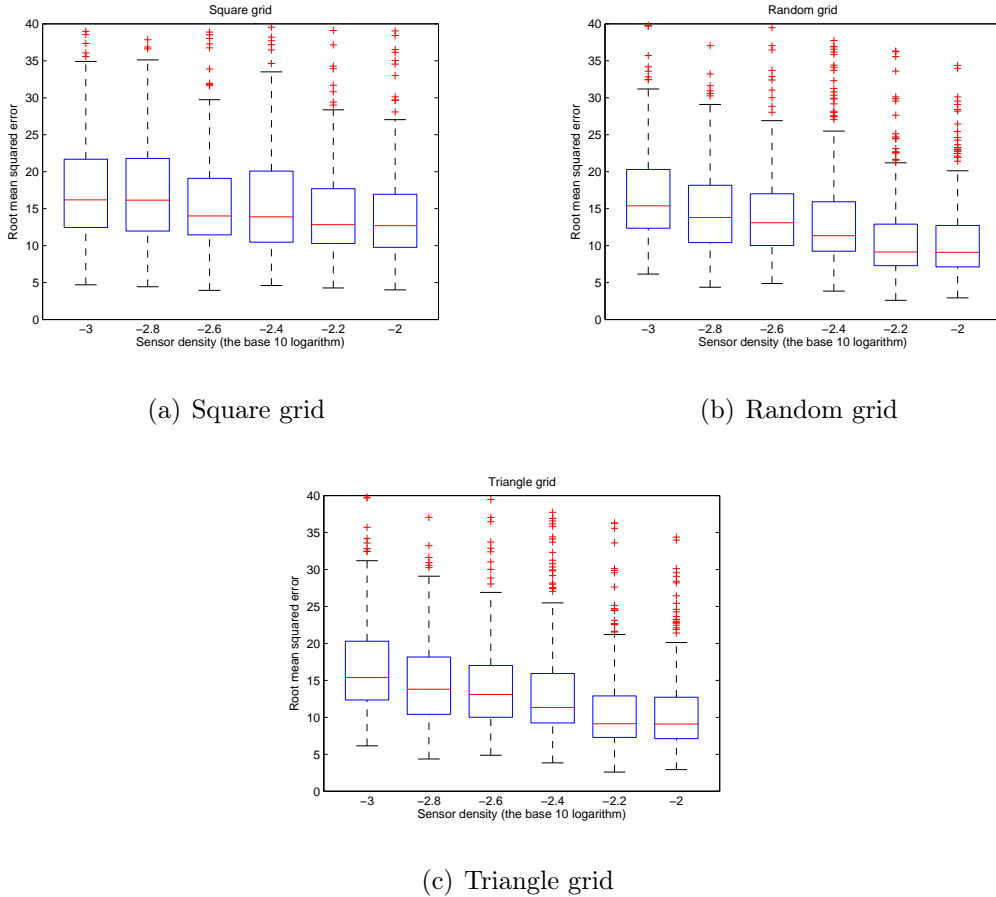 Square grid
Root mean squared error
40
35
30
25
20
15
10
5
0
−3 −2.8 −2.6 −2.4 −2.2 −2
Sensor density (the base 10 logarithm)
(a) Square grid
Random grid
Root mean squared error
40
35
30
25
20
15
10
5
0
−3 −2.8 −2.6 −2.4 −2.2 −2
Sensor density (the base 10 logarithm)
(b) Random grid
Triangle grid
Root mean squared error
40
35
30
25
20
15
10
5
0
−3 −2.8 −2.6 −2.4 −2.2 −2
Sensor density (the base 10 logarithm)
(c) Triangle grid